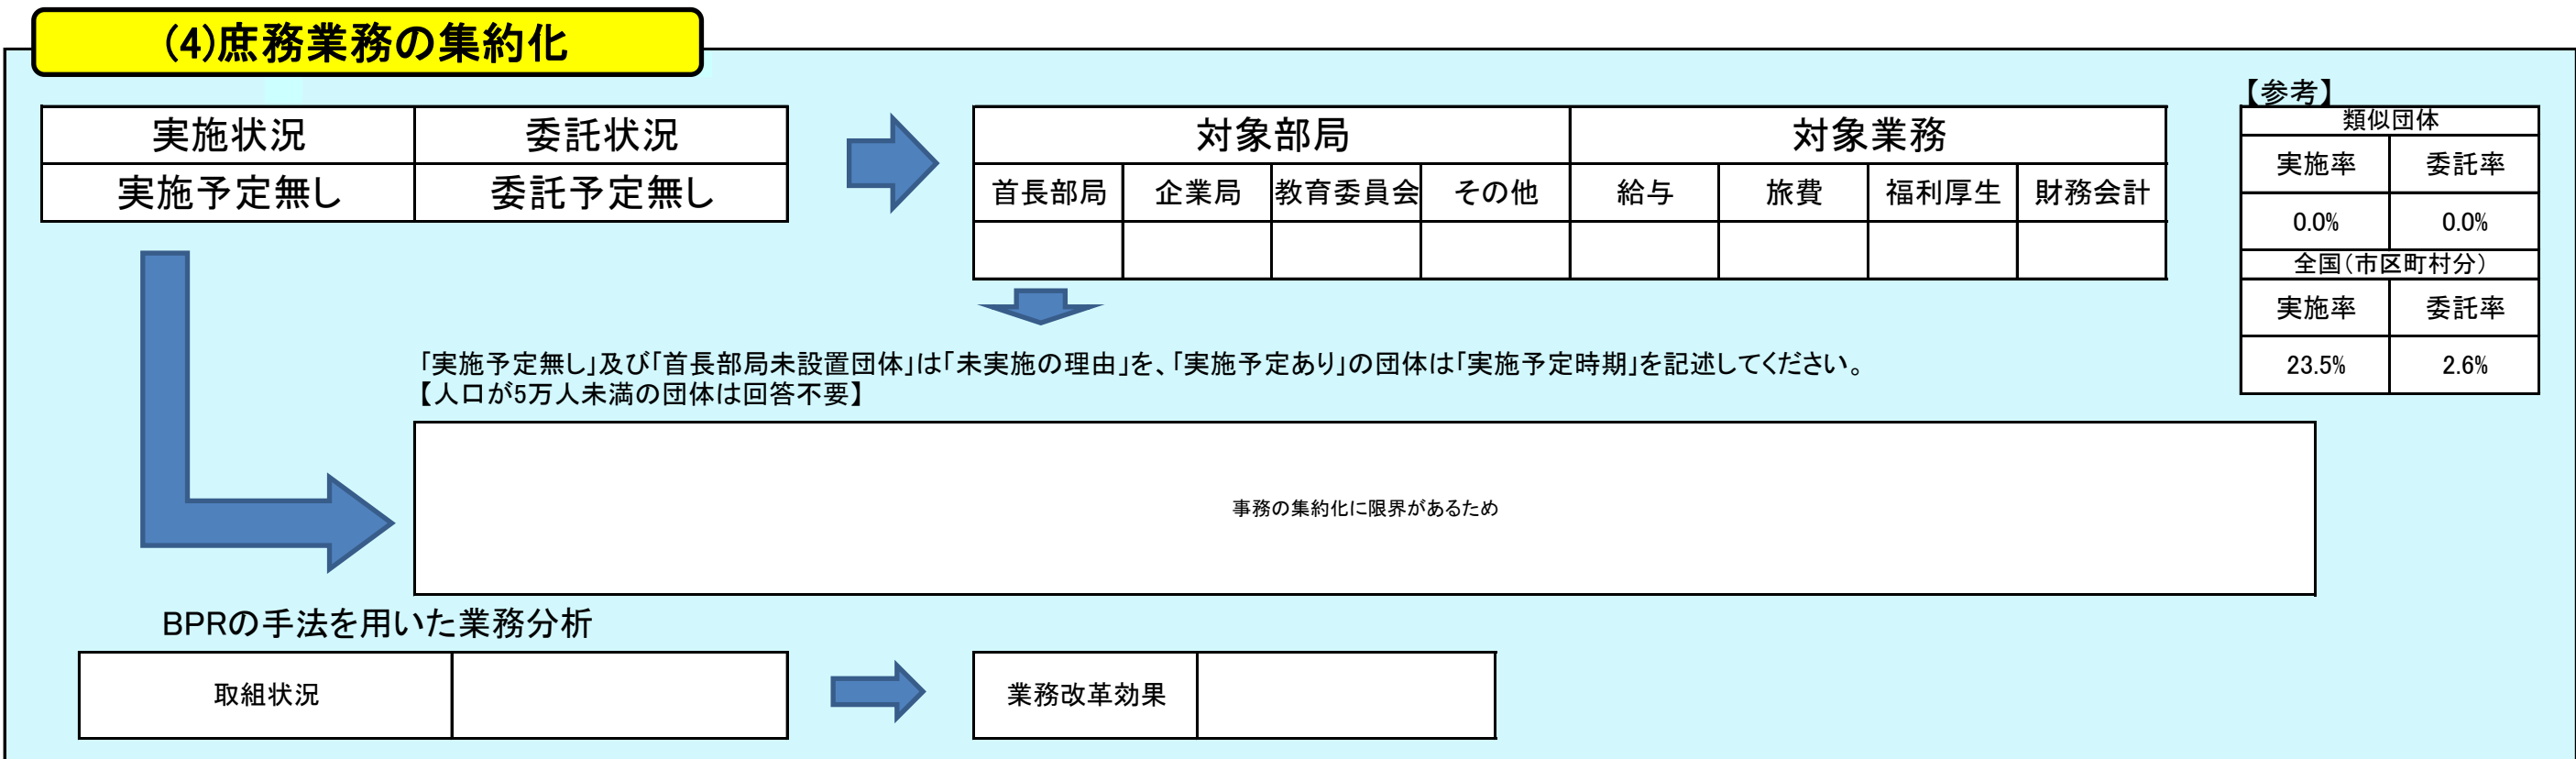 (4)庶務業務の集約化
実施状況 委託状況
実施予定無し 委託予定無し
対象部局 対象業務
首長部局 企業局 教育委員会 その他 給与 旅費 福利厚生 財務会計
【参考】
類似団体
実施率 委託率
0.0% 0.0%
全国(市区町村分)
実施率 委託率
23.5% 2.6%
「実施予定無し」及び「首長部局未設置団体」は「未実施の理由」を、「実施予定あり」の団体は「実施予定時期」を記述してください。
【人口が5万人未満の団体は回答不要】
事務の集約化に限界があるため
BPRの手法を用いた業務分析
取組状況
業務改革効果